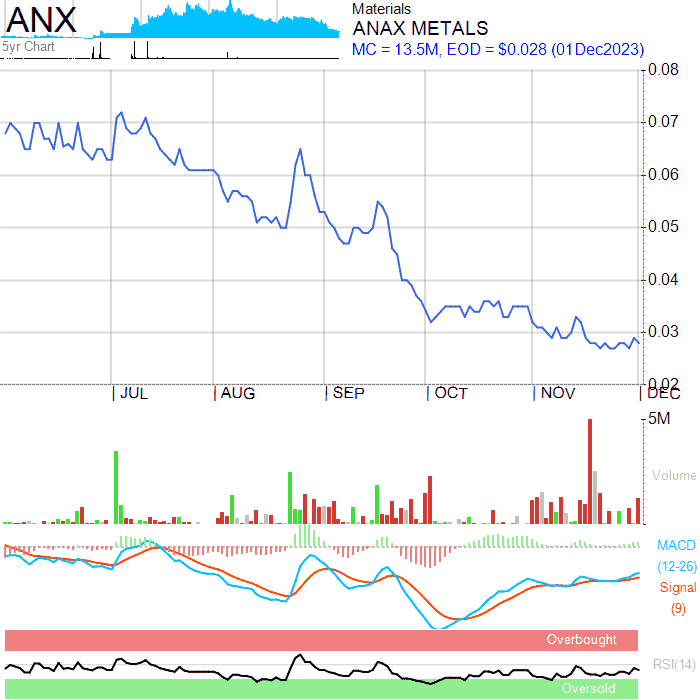 ANX
5yr Chart
Materials
ANAX METALS
MC = 13.5M, EOD = $0.028 (01Dec2023)
0.08
0.07
0.06
0.05
0.04
0.03
0.02
JUL AUG SEP OCT NOV DEC
5M
Volume
MACD
(12-26)
Signal
(9)
Overbought
RSI(14)
Oversold